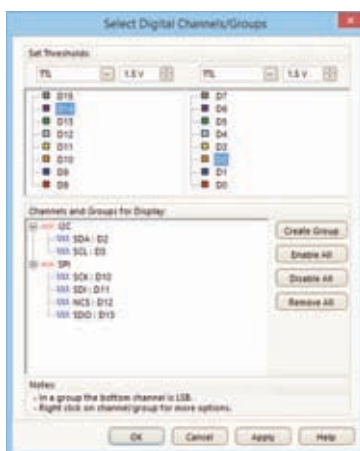 Select Digital Channels/Groups
Set Thresholds
TTL 1.5 V TTL 1.5 V
D15 D7
D14 D6
D13 D5
D12 D4
D11 D3
D10 D2
D9 D1
D8 D0
Channels and Groups for Display
I2C
SDA : D2
SCL : D3
SPI
SCK : D10
SDI : D11
NCS : D12
SDO : D13
Create Group
Enable All
Disable All
Remove All
Notes:
- In a group the bottom channel is LSB.
- Right click on channel/group for more options.
OK Cancel Apply Help